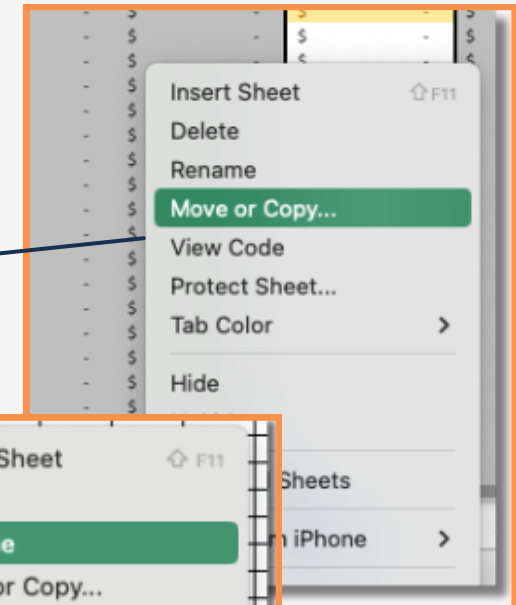 Insert Sheet ⇧F11
Delete
Rename
Move or Copy...
View Code
Protect Sheet...
Tab Color >
Hide
Sheets
iPhone >
Sheet ⇧ F11
or Copy...